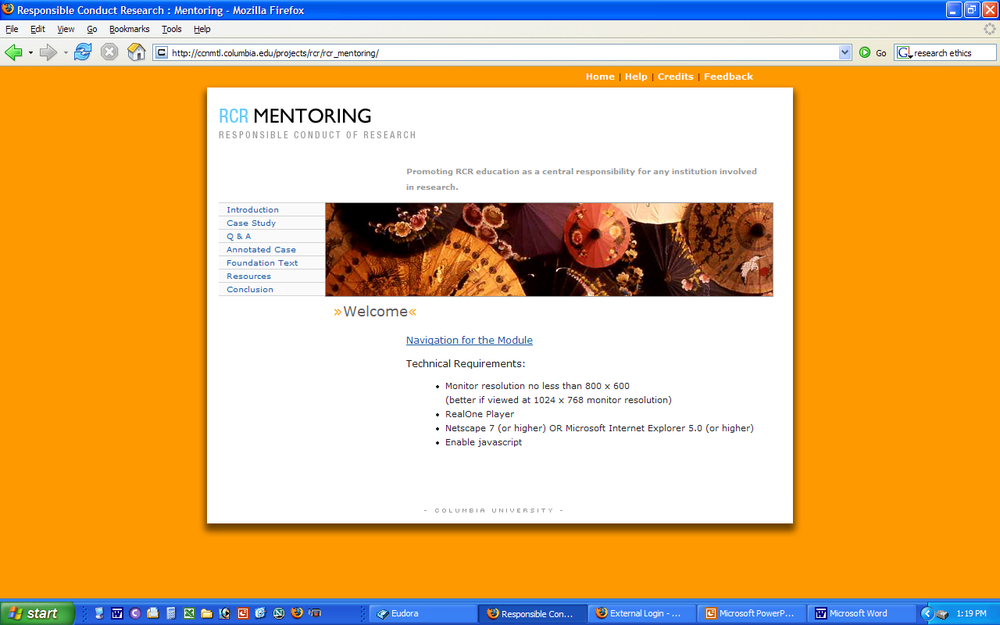 Responsible Conduct Research : Mentoring - Mozilla Firefox
File Edit View Go Bookmarks Tools Help
http://ccnmtl.columbia.edu/projects/rcr/rcr_mentoring/ Go research ethics
Home | Help | Credits | Feedback
RCR MENTORING
RESPONSIBLE CONDUCT OF RESEARCH
Promoting RCR education as a central responsibility for any institution involved
in research.
Introduction
Case Study
Q & A
Annotated Case
Foundation Text
Resources
Conclusion
»Welcome«
Navigation for the Module
Technical Requirements:
• Monitor resolution no less than 800 x 600
(better if viewed at 1024 x 768 monitor resolution)
• RealOne Player
• Netscape 7 (or higher) OR Microsoft Internet Explorer 5.0 (or higher)
• Enable javascript
- COLUMBIA UNIVERSITY -
start Eudora Responsible Con... External Login - ... Microsoft PowerP... Microsoft Word 1:19 PM